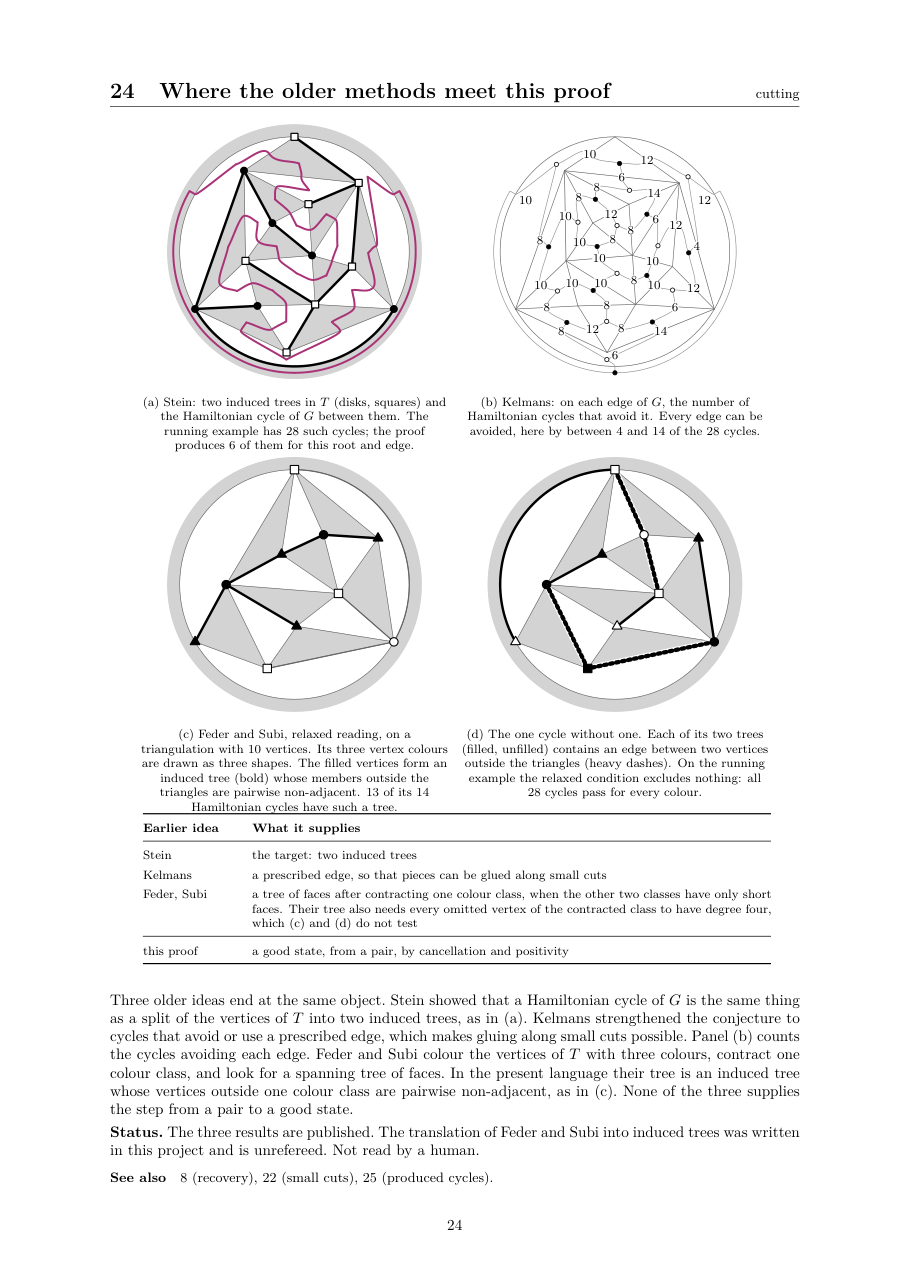 24 Where the older methods meet this proof cutting
10
12
6
8
14
8
10
12
10
12
6
12
8
8
10
8
4
10
10
10
10
10
8
10
12
8
8
6
8
12
8
14
6
(a) Stein: two induced trees in T (disks, squares) and
the Hamiltonian cycle of G between them. The
running example has 28 such cycles; the proof
produces 6 of them for this root and edge.
(b) Kelmans: on each edge of G, the number of
Hamiltonian cycles that avoid it. Every edge can be
avoided, here by between 4 and 14 of the 28 cycles.
(c) Feder and Subi, relaxed reading, on a
triangulation with 10 vertices. Its three vertex colours
are drawn as three shapes. The filled vertices form an
induced tree (bold) whose members outside the
triangles are pairwise non-adjacent. 13 of its 14
Hamiltonian cycles have such a tree.
(d) The one cycle without one. Each of its two trees
(filled, unfilled) contains an edge between two vertices
outside the triangles (heavy dashes). On the running
example the relaxed condition excludes nothing: all
28 cycles pass for every colour.
Earlier idea What it supplies
Stein the target: two induced trees
Kelmans a prescribed edge, so that pieces can be glued along small cuts
Feder, Subi a tree of faces after contracting one colour class, when the other two classes have only short
faces. Their tree also needs every omitted vertex of the contracted class to have degree four,
which (c) and (d) do not test
this proof a good state, from a pair, by cancellation and positivity
Three older ideas end at the same object. Stein showed that a Hamiltonian cycle of G is the same thing
as a split of the vertices of T into two induced trees, as in (a). Kelmans strengthened the conjecture to
cycles that avoid or use a prescribed edge, which makes gluing along small cuts possible. Panel (b) counts
the cycles avoiding each edge. Feder and Subi colour the vertices of T with three colours, contract one
colour class, and look for a spanning tree of faces. In the present language their tree is an induced tree
whose vertices outside one colour class are pairwise non-adjacent, as in (c). None of the three supplies
the step from a pair to a good state.
Status. The three results are published. The translation of Feder and Subi into induced trees was written
in this project and is unrefereed. Not read by a human.
See also 8 (recovery), 22 (small cuts), 25 (produced cycles).
24